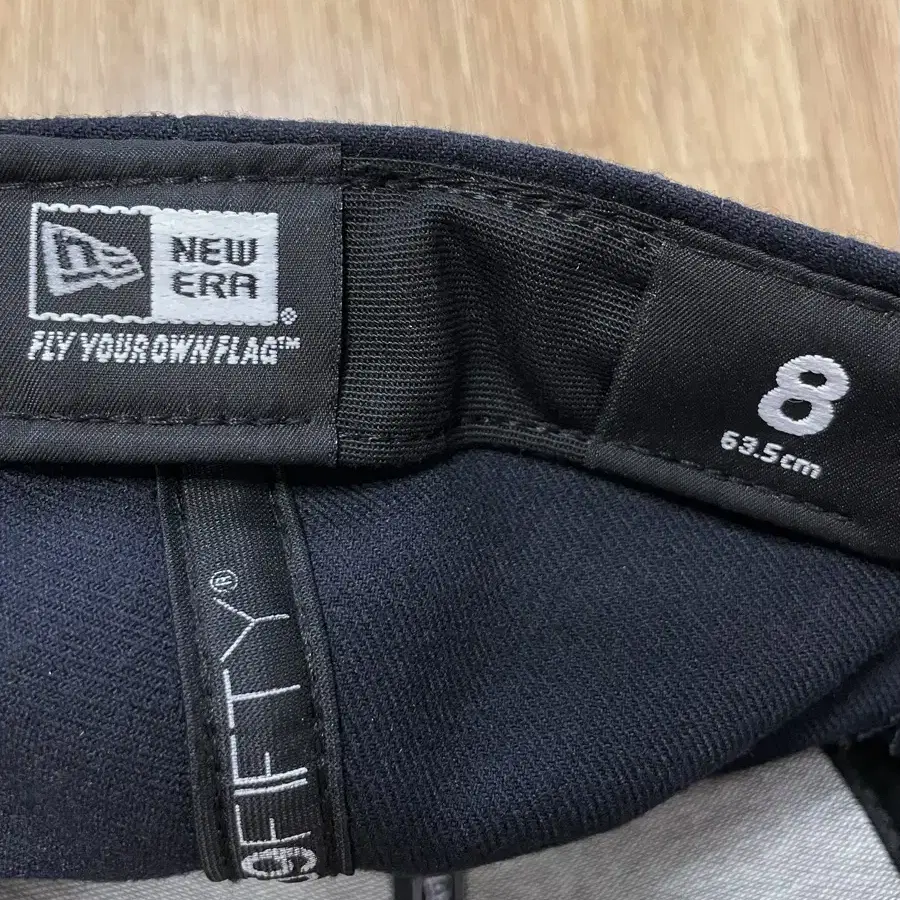 NEW
ERA
®
FLY YOUR OWN FLAG™
8
63.5cm
9FIFTY®